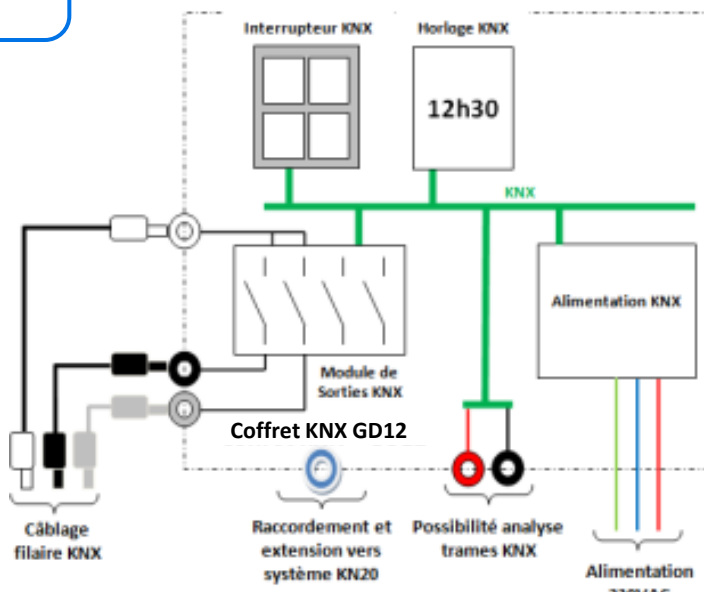 Interrupteur KNX
Horloge KNX
12h30
KNX
Alimentation KNX
Module de
Sorties KNX
Coffret KNX GD12
Câblage
filaire KNX
Raccordement et
extension vers
système KN20
Possibilité analyse
trames KNX
Alimentation